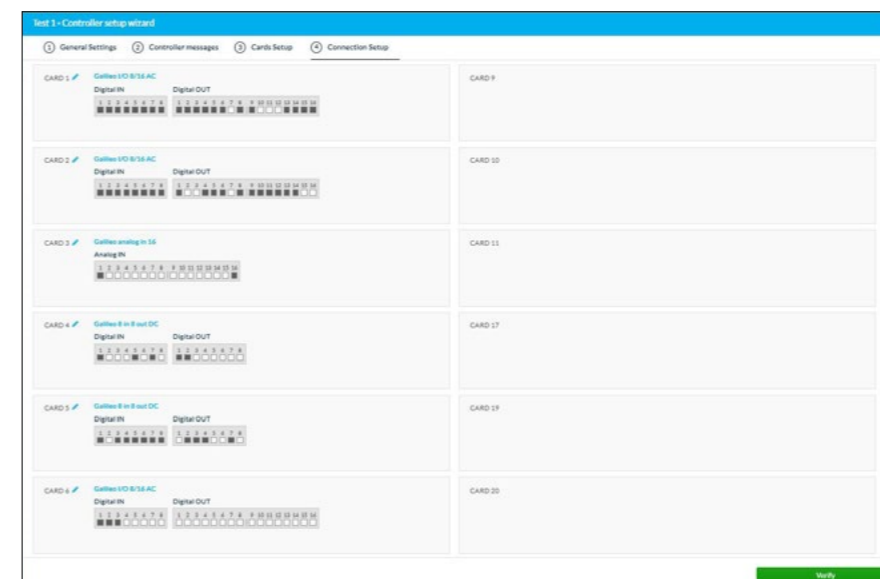 Test 1 - Controller setup wizard
1 General Settings 2 Controller messages 3 Cards Setup 4 Connection Setup
CARD 1 Galileo I/O 8/16 AC
Digital IN Digital OUT
1 2 3 4 5 6 7 8 1 2 3 4 5 6 7 8 9 10 11 12 13 14 15 16
CARD 9
CARD 2 Galileo I/O 8/16 AC
Digital IN Digital OUT
1 2 3 4 5 6 7 8 1 2 3 4 5 6 7 8 9 10 11 12 13 14 15 16
CARD 10
CARD 3 Galileo analog in 16
Analog IN
1 2 3 4 5 6 7 8 9 10 11 12 13 14 15 16
CARD 11
CARD 4 Galileo 8 in 8 out DC
Digital IN Digital OUT
1 2 3 4 5 6 7 8 1 2 3 4 5 6 7 8
CARD 17
CARD 5 Galileo 8 in 8 out DC
Digital IN Digital OUT
1 2 3 4 5 6 7 8 1 2 3 4 5 6 7 8
CARD 19
CARD 6 Galileo I/O 8/16 AC
Digital IN Digital OUT
1 2 3 4 5 6 7 8 1 2 3 4 5 6 7 8 9 10 11 12 13 14 15 16
CARD 20
Verify